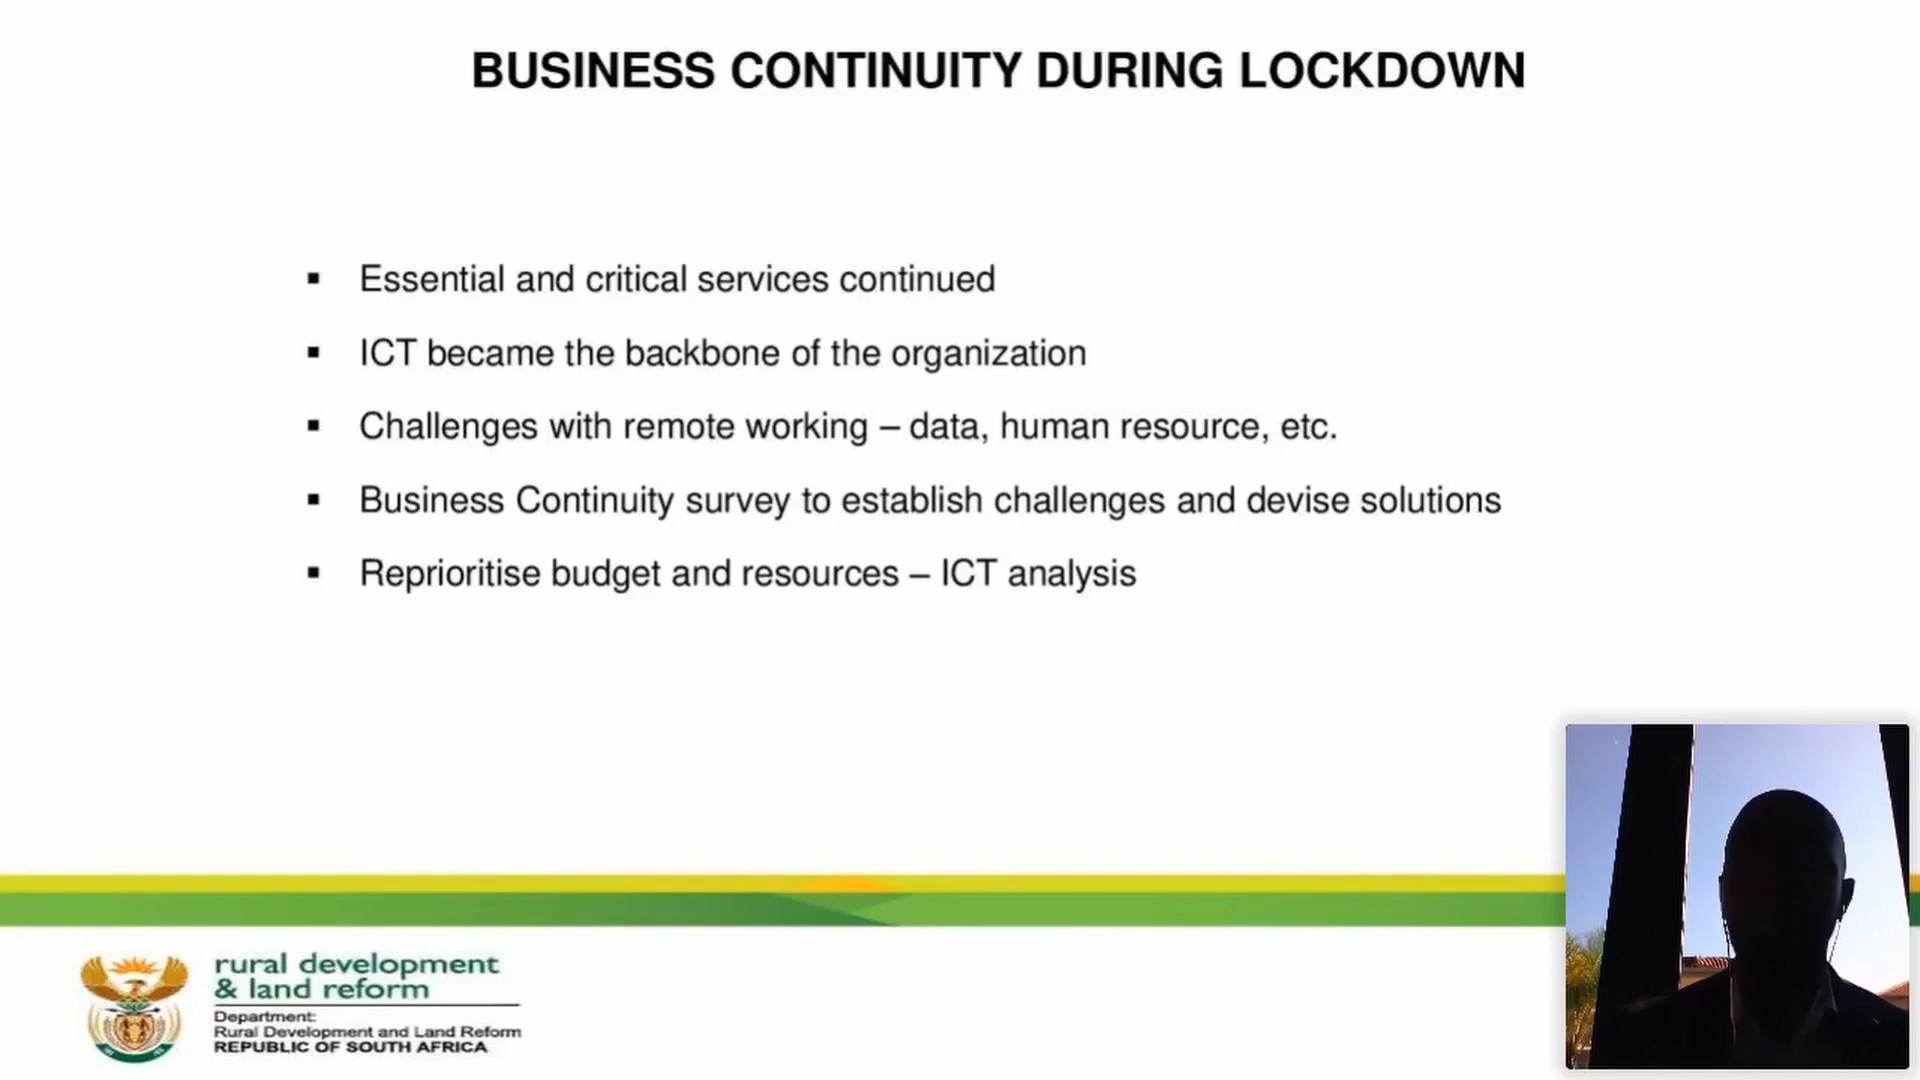 BUSINESS CONTINUITY DURING LOCKDOWN
▪ Essential and critical services continued
▪ ICT became the backbone of the organization
▪ Challenges with remote working – data, human resource, etc.
▪ Business Continuity survey to establish challenges and devise solutions
▪ Reprioritise budget and resources – ICT analysis
rural development
& land reform
Department:
Rural Development and Land Reform
REPUBLIC OF SOUTH AFRICA